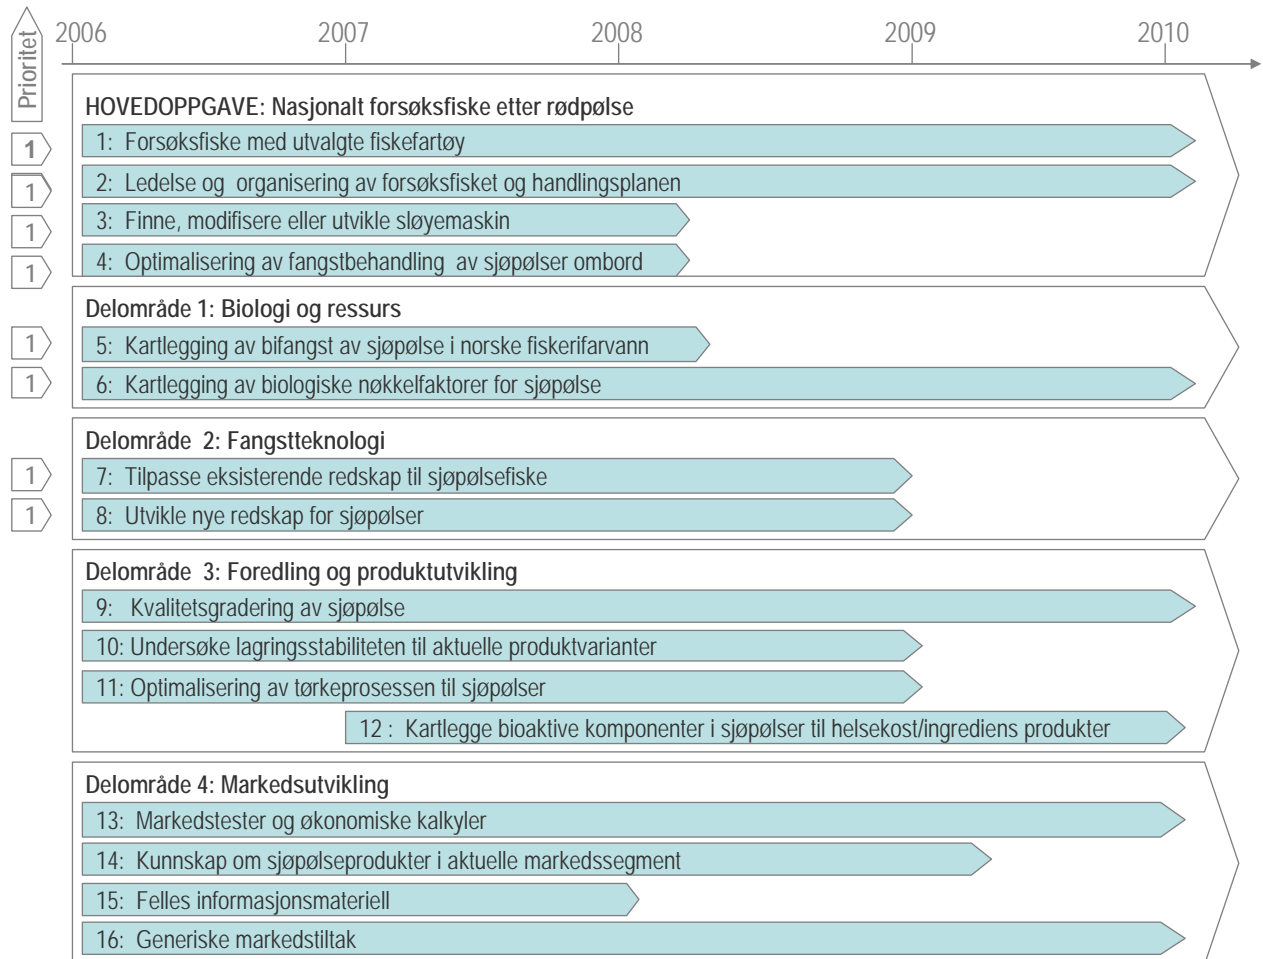 Prioritet
2006 2007 2008 2009 2010
HOVEDOPPGAVE: Nasjonalt forsøksfiske etter rødpølse
1 1: Forsøksfiske med utvalgte fiskefartøy
1 2: Ledelse og organisering av forsøksfisket og handlingsplanen
1 3: Finne, modifisere eller utvikle sløyemaskin
1 4: Optimalisering av fangstbehandling av sjøpølser ombord
Delområde 1: Biologi og ressurs
1 5: Kartlegging av bifangst av sjøpølse i norske fiskerifarvann
1 6: Kartlegging av biologiske nøkkelfaktorer for sjøpølse
Delområde 2: Fangstteknologi
1 7: Tilpasse eksisterende redskap til sjøpølsefiske
1 8: Utvikle nye redskap for sjøpølser
Delområde 3: Foredling og produktutvikling
9: Kvalitetsgradering av sjøpølse
10: Undersøke lagringsstabiliteten til aktuelle produktvarianter
11: Optimalisering av tørkeprosessen til sjøpølser
12 : Kartlegge bioaktive komponenter i sjøpølser til helsekost/ingrediens produkter
Delområde 4: Markedsutvikling
13: Markedstester og økonomiske kalkyler
14: Kunnskap om sjøpølseprodukter i aktuelle markedssegment
15: Felles informasjonsmateriell
16: Generiske markedstiltak